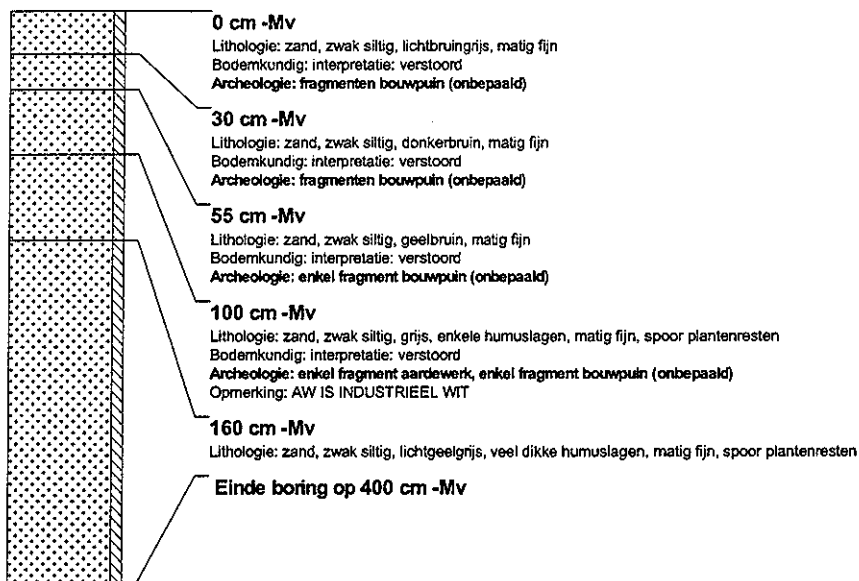 0 cm -Mv
Lithologie: zand, zwak siltig, lichtbruingrijs, matig fijn
Bodemkundig: interpretatie: verstoord
Archeologie: fragmenten bouwpuin (onbepaald)
30 cm -Mv
Lithologie: zand, zwak siltig, donkerbruin, matig fijn
Bodemkundig: interpretatie: verstoord
Archeologie: fragmenten bouwpuin (onbepaald)
55 cm -Mv
Lithologie: zand, zwak siltig, geelbruin, matig fijn
Bodemkundig: interpretatie: verstoord
Archeologie: enkel fragment bouwpuin (onbepaald)
100 cm -Mv
Lithologie: zand, zwak siltig, grijs, enkele humuslagen, matig fijn, spoor plantenresten
Bodemkundig: interpretatie: verstoord
Archeologie: enkel fragment aardewerk, enkel fragment bouwpuin (onbepaald)
Opmerking: AW IS INDUSTRIEEL WIT
160 cm -Mv
Lithologie: zand, zwak siltig, lichtgeelgrijs, veel dikke humuslagen, matig fijn, spoor plantenresten
Einde boring op 400 cm -Mv